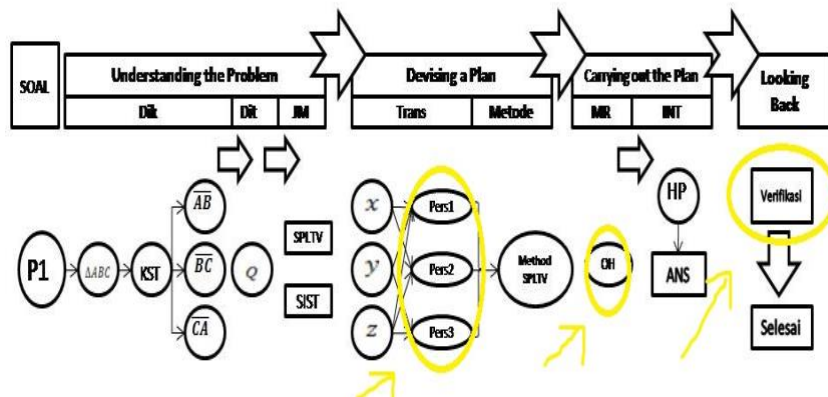 SOAL
Understanding the Problem
Dik
Dit
JM
Devising a Plan
Trans
Metode
Carrying out the Plan
MR
INT
Looking
Back
P1
ΔABC
KST
AB
BC
CA
Q
SPLTV
SIST
x
y
z
Pers1
Pers2
Pers3
Method
SPLTV
OH
HP
ANS
Verifikasi
Selesai